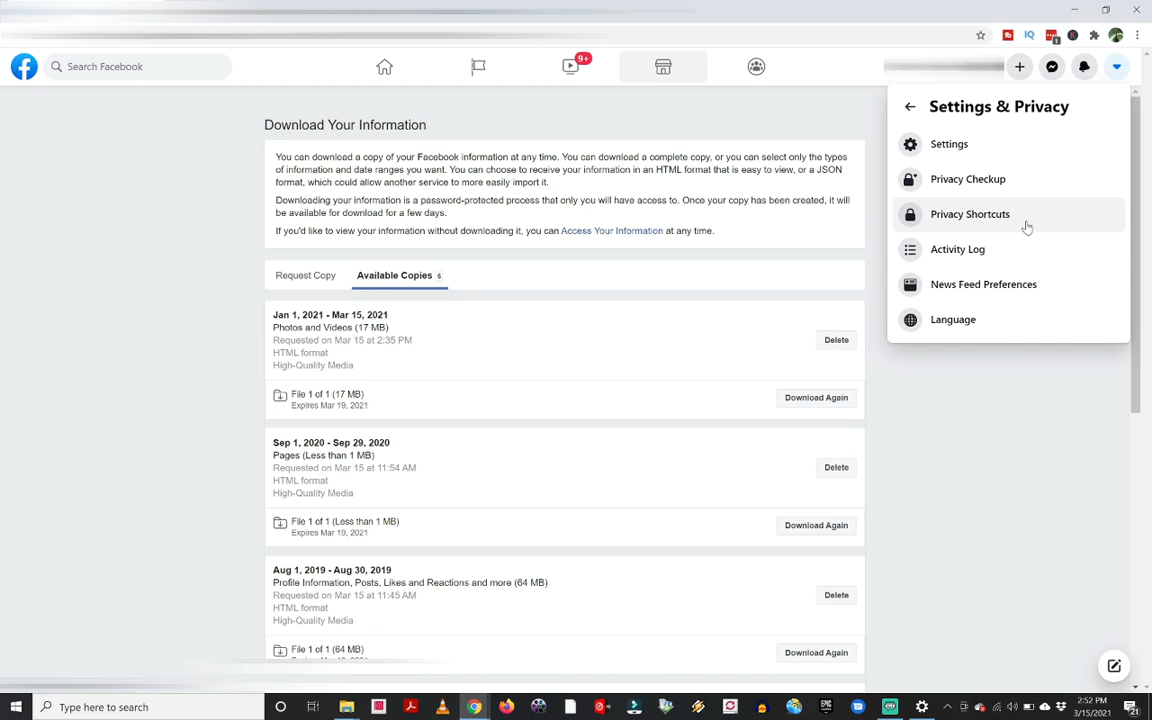 Search Facebook
9+
1
Settings & Privacy
Settings
Privacy Checkup
Privacy Shortcuts
Activity Log
News Feed Preferences
Language
Download Your Information
You can download a copy of your Facebook information at any time. You can download a complete copy, or you can select only the types
of information and date ranges you want. You can choose to receive your information in an HTML format that is easy to view, or a JSON
format, which could allow another service to more easily import it.
Downloading your information is a password-protected process that only you will have access to. Once your copy has been created, it will
be available for download for a few days.
If you'd like to view your information without downloading it, you can Access Your Information at any time.
Request Copy Available Copies 6
Jan 1, 2021 - Mar 15, 2021
Photos and Videos (17 MB)
Requested on Mar 15 at 2:35 PM
Delete
HTML format
High-Quality Media
File 1 of 1 (17 MB)
Download Again
Expires Mar 19, 2021
Sep 1, 2020 - Sep 29, 2020
Pages (Less than 1 MB)
Requested on Mar 15 at 11:54 AM
Delete
HTML format
High-Quality Media
File 1 of 1 (Less than 1 MB)
Download Again
Expires Mar 19, 2021
Aug 1, 2019 - Aug 30, 2019
Profile Information, Posts, Likes and Reactions and more (64 MB)
Requested on Mar 15 at 11:45 AM
Delete
HTML format
High-Quality Media
File 1 of 1 (64 MB)
Download Again
Type here to search
2:52 PM
3/15/2021
21